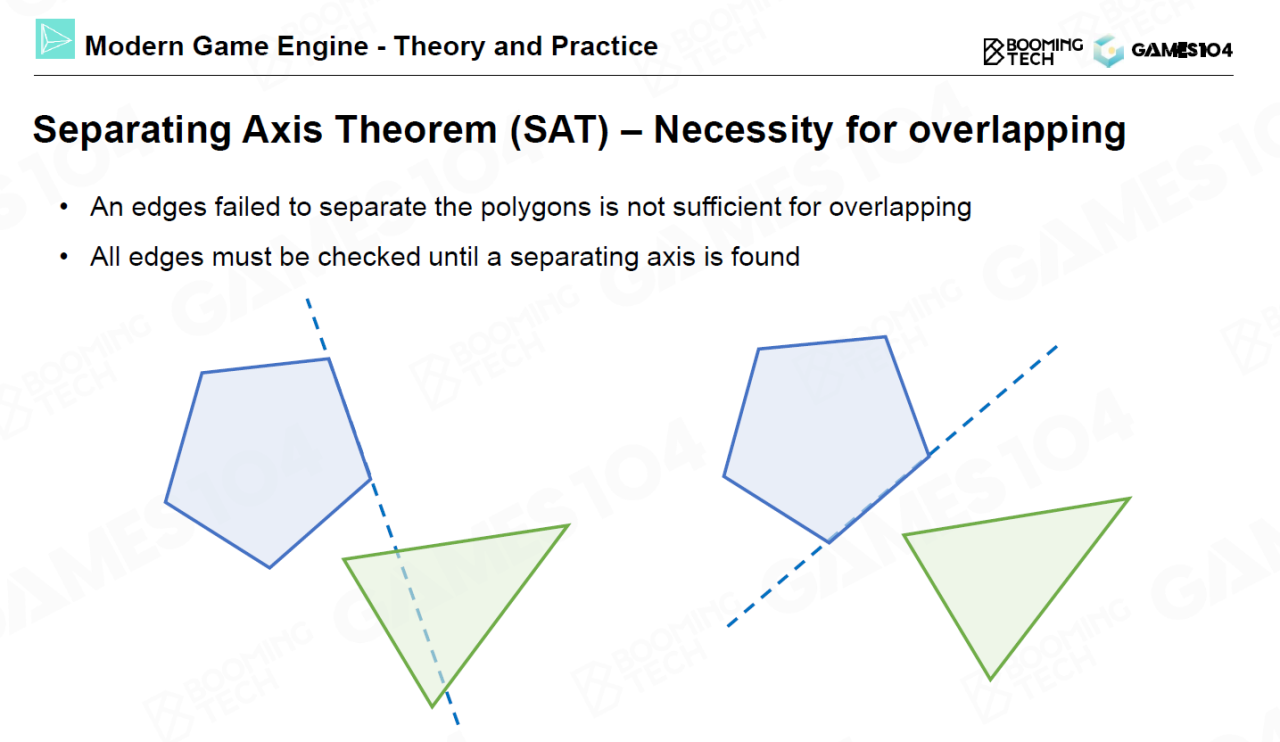 Modern Game Engine - Theory and Practice
BOOMING
TECH
GAMES104
Separating Axis Theorem (SAT) – Necessity for overlapping
• An edges failed to separate the polygons is not sufficient for overlapping
• All edges must be checked until a separating axis is found